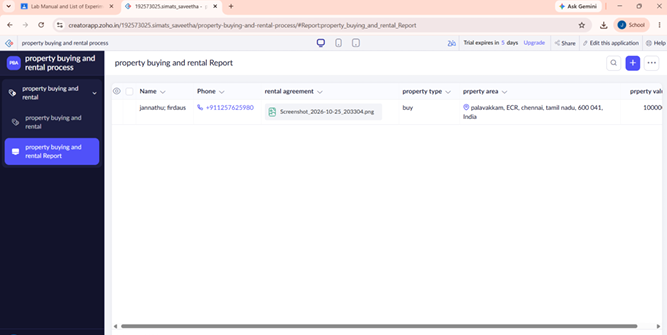 Lab Manual and List of Experim
192573025.simats_saveetha - p
Ask Gemini
creatorapp.zoho.in/192573025.simats_saveetha/property-buying-and-rental-process/#Report:property_buying_and_rental_Report
School
property buying and rental process
Trial expires in 5 days
Upgrade
Share
Edit this application
Help
property buying and
rental process
property buying and
rental
property buying and
rental
property buying and
rental Report
property buying and rental Report
Name
Phone
rental agreement
property type
prperty area
prperty valu
jannathu; firdaus
+911257625980
Screenshot_2026-10-25_203304.png
buy
palavakkam, ECR, chennai, tamil nadu, 600 041,
India
10000